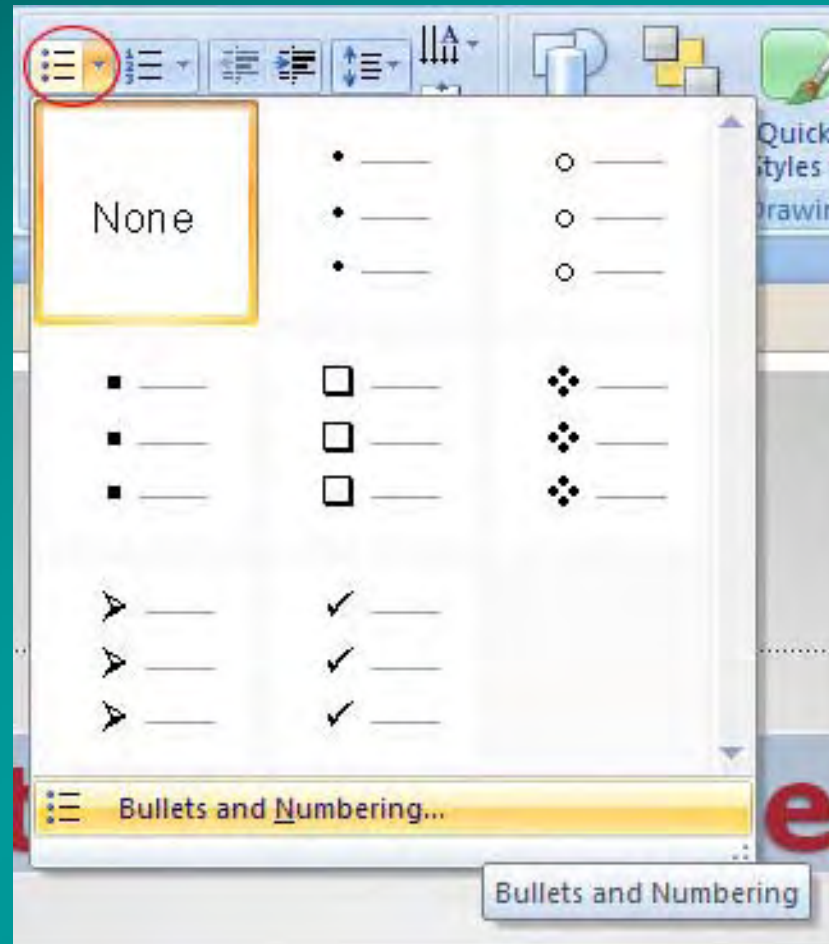 Quick
Styles
None
Bullets and Numbering...
Bullets and Numbering